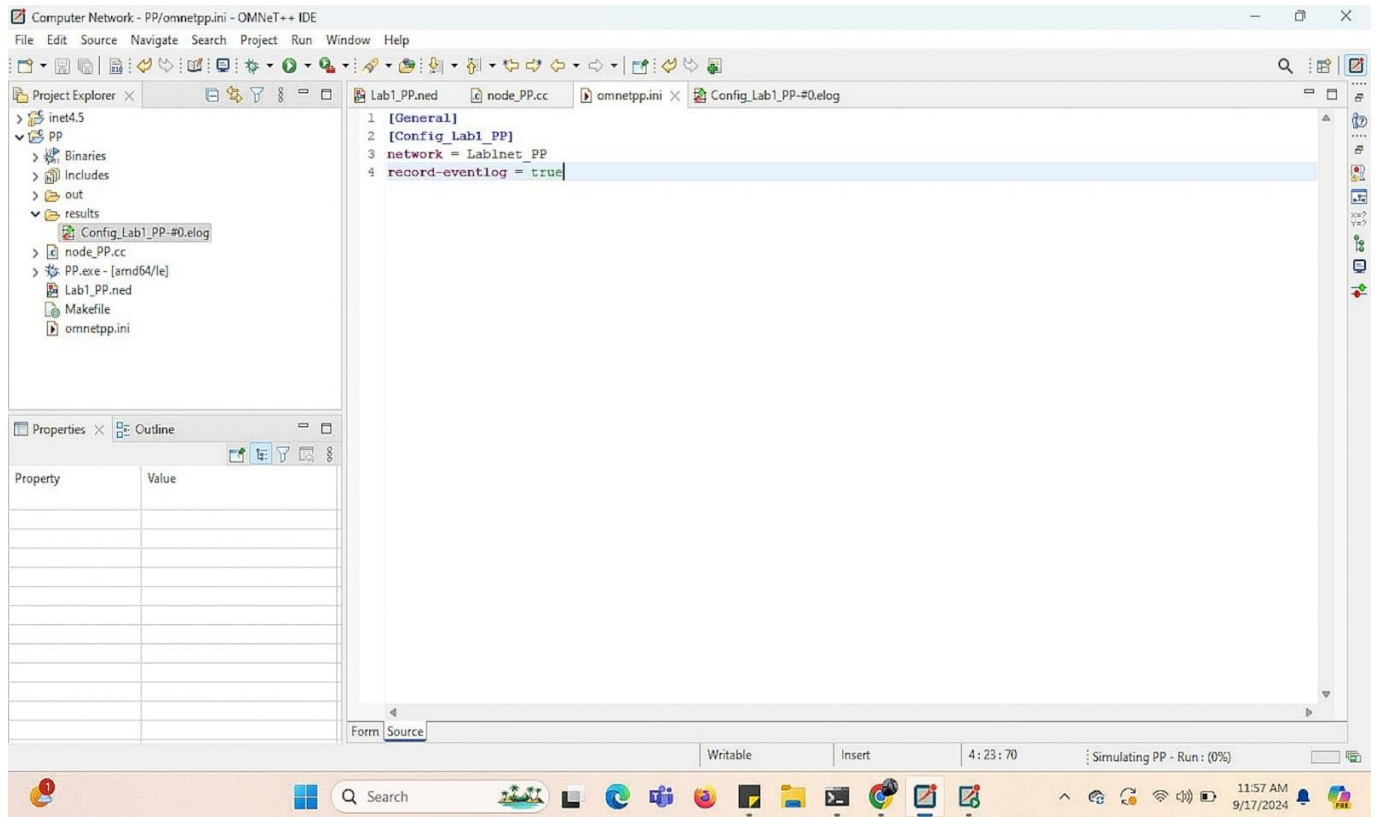 Computer Network - PP/omnetpp.ini - OMNeT++ IDE
File Edit Source Navigate Search Project Run Window Help
Project Explorer
inet4.5
PP
Binaries
Includes
out
results
Config_Lab1_PP-#0.elog
node_PP.cc
PP.exe - [amd64/le]
Lab1_PP.ned
Makefile
omnetpp.ini
Lab1_PP.ned node_PP.cc omnetpp.ini Config_Lab1_PP-#0.elog
1 [General]
2 [Config_Lab1_PP]
3 network = Lab1net_PP
4 record-eventlog = true
Properties Outline
Property Value
Form Source
Writable Insert 4 : 23 : 70 Simulating PP - Run : (0%)
1
Search
11:57 AM
9/17/2024
PRE